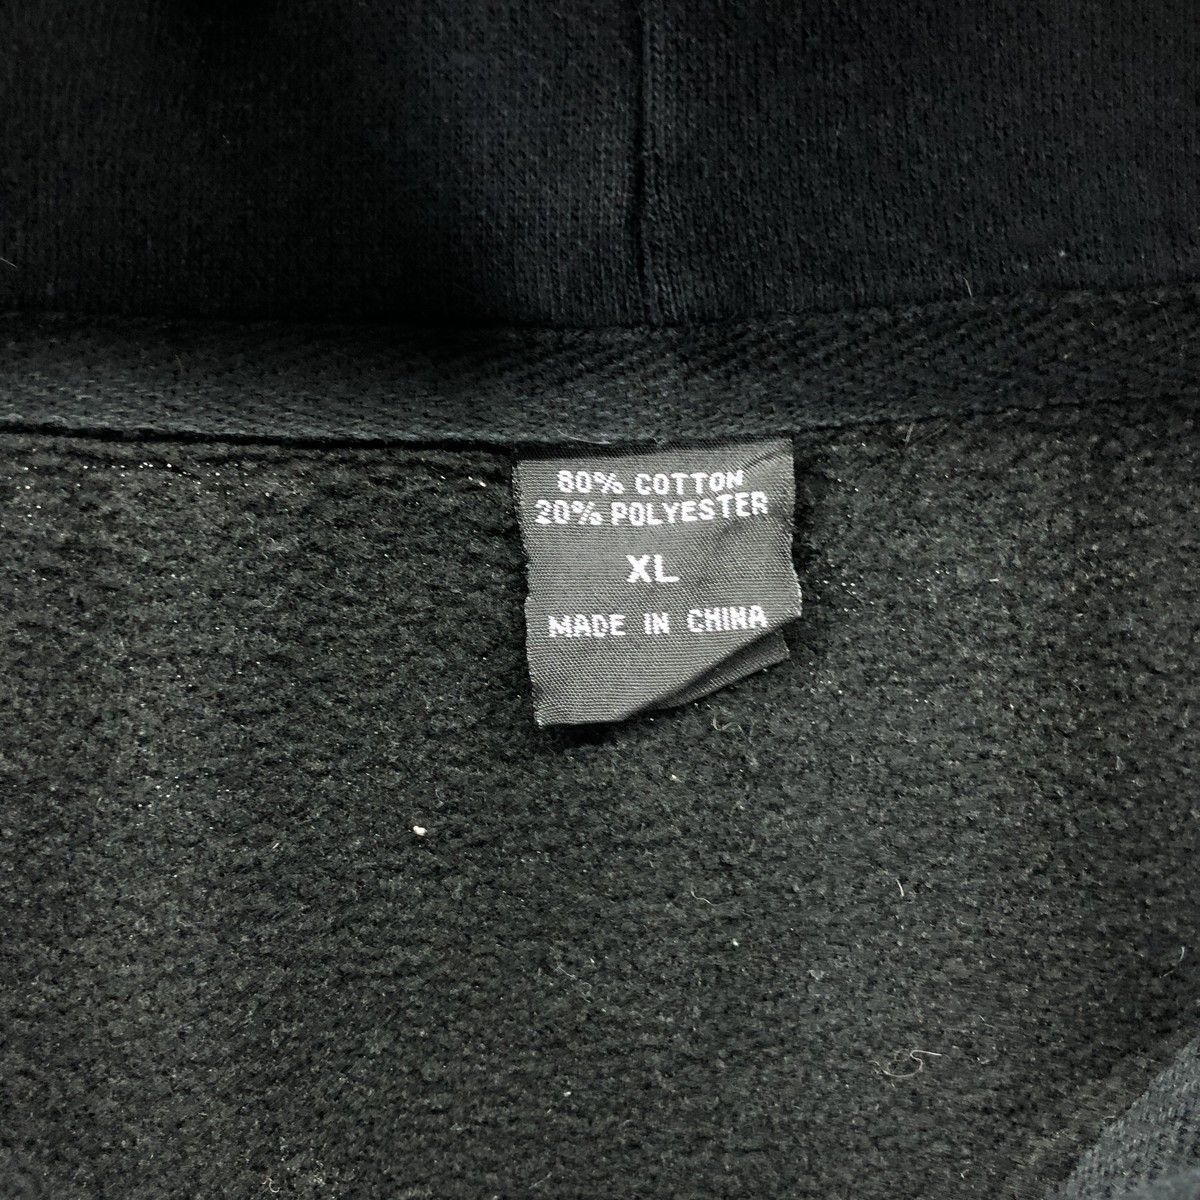 80% COTTON
20% POLYESTER
XL
MADE IN CHINA